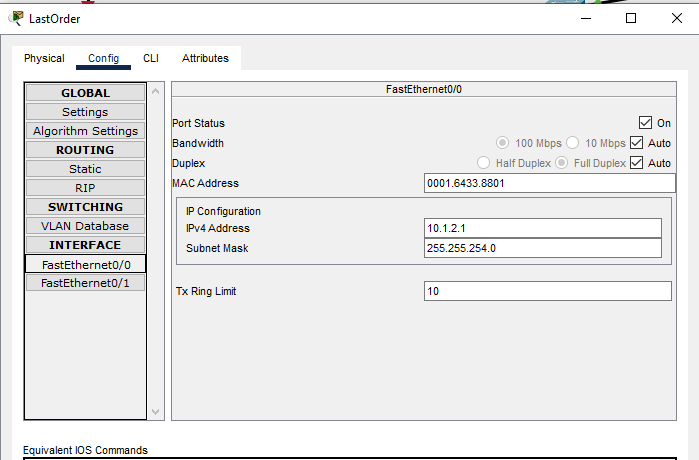 LastOrder
Physical Config CLI Attributes
GLOBAL
Settings
Algorithm Settings
ROUTING
Static
RIP
SWITCHING
VLAN Database
INTERFACE
FastEthernet0/0
FastEthernet0/1
FastEthernet0/0
Port Status On
Bandwidth 100 Mbps 10 Mbps Auto
Duplex Half Duplex Full Duplex Auto
MAC Address 0001.6433.8801
IP Configuration
IPv4 Address 10.1.2.1
Subnet Mask 255.255.254.0
Tx Ring Limit 10
Equivalent IOS Commands